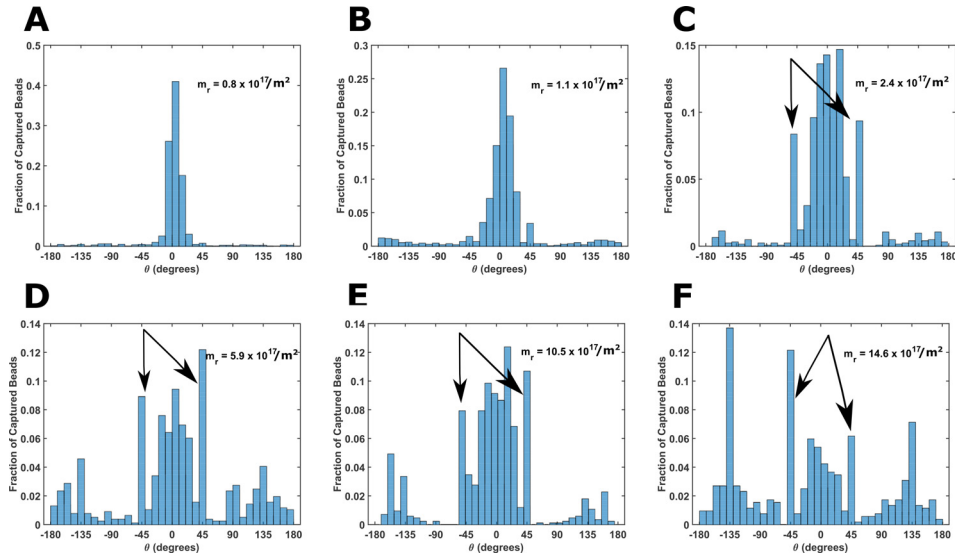 A
Fraction of Captured Beads
0.5
0.4
0.3
0.2
0.1
0
m_r = 0.8 x 10^17/m²
-180 -135 -90 -45 0 45 90 135 180
θ (degrees)
B
Fraction of Captured Beads
0.3
0.25
0.2
0.15
0.1
0.05
0
m_r = 1.1 x 10^17/m²
-180 -135 -90 -45 0 45 90 135 180
θ (degrees)
C
Fraction of Captured Beads
0.15
0.1
0.05
0
m_r = 2.4 x 10^17/m²
-180 -135 -90 -45 0 45 90 135 180
θ (degrees)
D
Fraction of Captured Beads
0.14
0.12
0.1
0.08
0.06
0.04
0.02
0
m_r = 5.9 x 10^17/m²
-180 -135 -90 -45 0 45 90 135 180
θ (degrees)
E
Fraction of Captured Beads
0.14
0.12
0.1
0.08
0.06
0.04
0.02
0
m_r = 10.5 x 10^17/m²
-180 -135 -90 -45 0 45 90 135 180
θ (degrees)
F
Fraction of Captured Beads
0.14
0.12
0.1
0.08
0.06
0.04
0.02
0
m_r = 14.6 x 10^17/m²
-180 -135 -90 -45 0 45 90 135 180
θ (degrees)